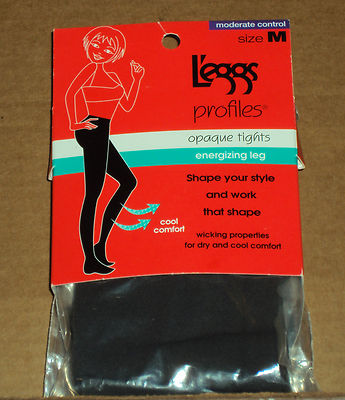 moderate control
size M
L'eggs
profiles®
opaque tights
energizing leg
Shape your style
and work
that shape
cool
comfort
wicking properties
for dry and cool comfort